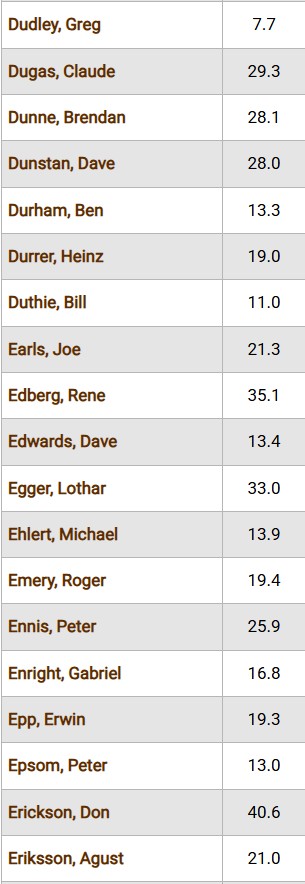 Dudley, Greg 7.7
Dugas, Claude 29.3
Dunne, Brendan 28.1
Dunstan, Dave 28.0
Durham, Ben 13.3
Durrer, Heinz 19.0
Duthie, Bill 11.0
Earls, Joe 21.3
Edberg, Rene 35.1
Edwards, Dave 13.4
Egger, Lothar 33.0
Ehlert, Michael 13.9
Emery, Roger 19.4
Ennis, Peter 25.9
Enright, Gabriel 16.8
Epp, Erwin 19.3
Epsom, Peter 13.0
Erickson, Don 40.6
Eriksson, Agust 21.0